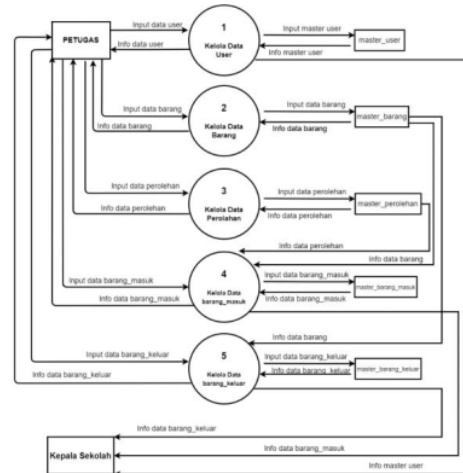 PETUGAS
Input data user
Info data user
1
Kelola Data
User
Input master user
Info master user
master_user
Input data barang
Info data barang
2
Kelola Data
Barang
Input data barang
Info data barang
master_barang
Input data perolehan
Info data perolehan
3
Kelola Data
Perolahan
Input data perolehan
Info data perolehan
master_perolehan
Info data perolehan
Info data barang
Input data barang_masuk
Info data barang_masuk
4
Kelola Data
barang_masuk
Input data barang_masuk
Info data barang_masuk
master_barang_masuk
Info data barang
Input data barang_keluar
Info data barang_keluar
5
Kelola Data
barang_keluar
Input data barang_keluar
Info data barang_keluar
master_barang_keluar
Info data barang_keluar
Info data barang_masuk
Info master user
Kepala Sekolah